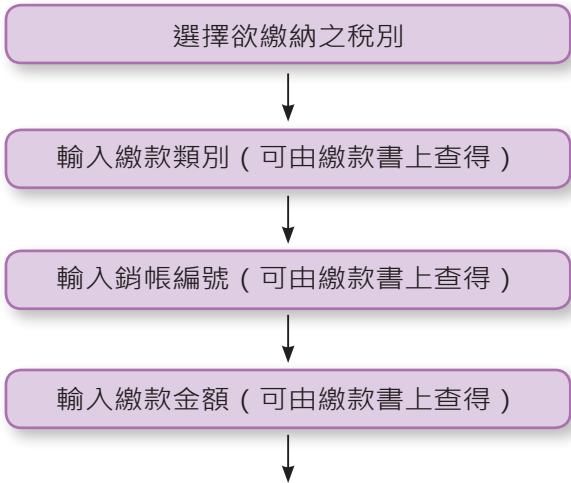 選擇欲繳納之稅別
輸入繳款類別（可由繳款書上查得）
輸入銷帳編號（可由繳款書上查得）
輸入繳款金額（可由繳款書上查得）